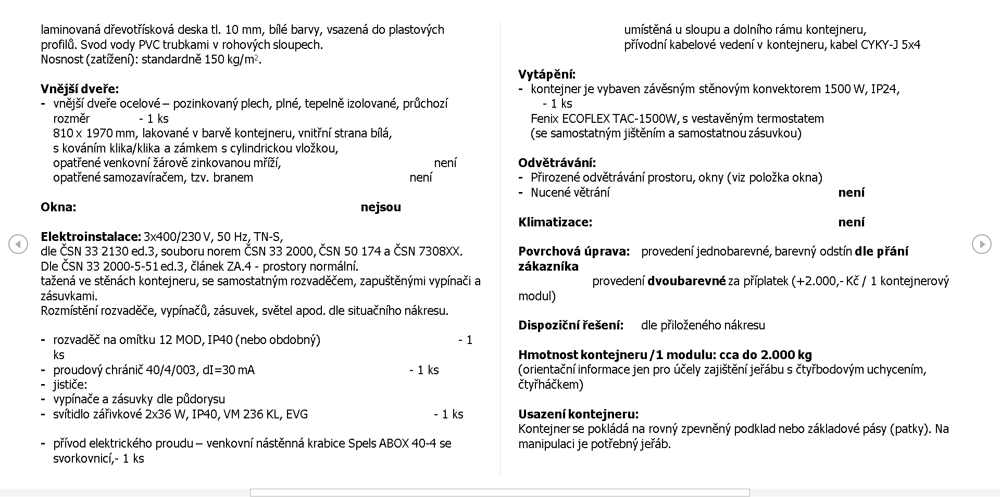 laminovaná dřevotřísková deska tl. 10 mm, bílé barvy, vsazená do plastových
profilů. Svod vody PVC trubkami v rohových sloupech.
Nosnost (zatížení): standardně 150 kg/m².
Vnější dveře:
- vnější dveře ocelové – pozinkovaný plech, plné, tepelně izolované, průchozí
rozměr - 1 ks
810 x 1970 mm, lakované v barvě kontejneru, vnitřní strana bílá,
s kováním klika/klika a zámkem s cylindrickou vložkou,
opatřené venkovní žárově zinkovanou mříží, není
opatřené samozavíračem, tzv. branem není
Okna: nejsou
Elektroinstalace: 3x400/230 V, 50 Hz, TN-S,
dle ČSN 33 2130 ed.3, souboru norem ČSN 33 2000, ČSN 50 174 a ČSN 7308XX.
Dle ČSN 33 2000-5-51 ed.3, článek ZA.4 - prostory normální.
tažená ve stěnách kontejneru, se samostatným rozvaděčem, zapuštěnými vypínači a
zásuvkami.
Rozmístění rozvaděče, vypínačů, zásuvek, světel apod. dle situačního nákresu.
- rozvaděč na omítku 12 MOD, IP40 (nebo obdobný) - 1
ks
- proudový chránič 40/4/003, dI=30 mA - 1 ks
- jističe:
- vypínače a zásuvky dle půdorysu
- svítidlo zářivkové 2x36 W, IP40, VM 236 KL, EVG - 1 ks
- přívod elektrického proudu – venkovní nástěnná krabice Spels ABOX 40-4 se
svorkovnicí,- 1 ks
umístěná u sloupu a dolního rámu kontejneru,
přívodní kabelové vedení v kontejneru, kabel CYKY-J 5x4
Vytápění:
- kontejner je vybaven závěsným stěnovým konvektorem 1500 W, IP24,
- 1 ks
Fenix ECOFLEX TAC-1500W, s vestavěným termostatem
(se samostatným jištěním a samostatnou zásuvkou)
Odvětrávání:
- Přirozené odvětrávání prostoru, okny (viz položka okna)
- Nucené větrání není
Klimatizace: není
Povrchová úprava: provedení jednobarevné, barevný odstín dle přání
zákazníka
provedení dvoubarevné za příplatek (+2.000,- Kč / 1 kontejnerový
modul)
Dispoziční řešení: dle přiloženého nákresu
Hmotnost kontejneru /1 modulu: cca do 2.000 kg
(orientační informace jen pro účely zajištění jeřábu s čtyřbodovým uchycením,
čtyřháčkem)
Usazení kontejneru:
Kontejner se pokládá na rovný zpevněný podklad nebo základové pásy (patky). Na
manipulaci je potřebný jeřáb.